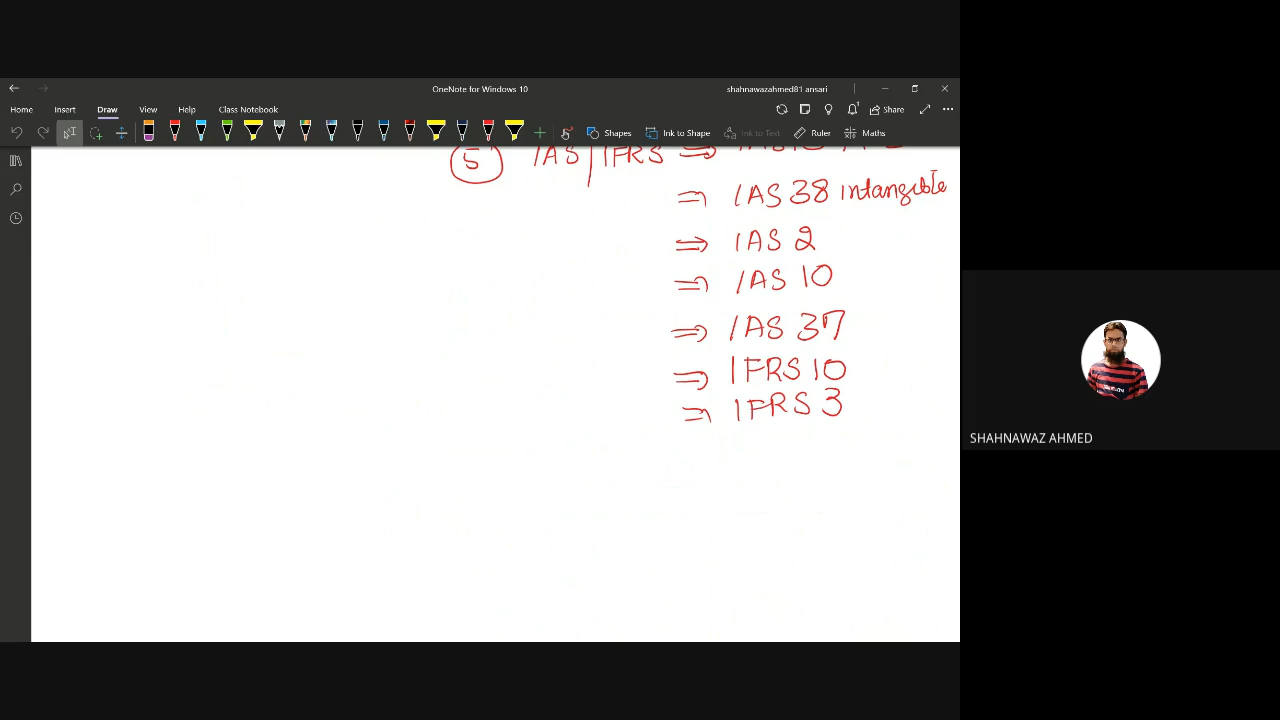 OneNote for Windows 10
shahnawazahmed81 ansari
Home Insert Draw View Help Class Notebook
Share
Shapes Ink to Shape Ink to Text Ruler Maths
5 IAS | IFRS ⇒
⇒ IAS 38 intangible
⇒ IAS 2
⇒ IAS 10
⇒ IAS 37
⇒ IFRS 10
⇒ IFRS 3
SHAHNAWAZ AHMED